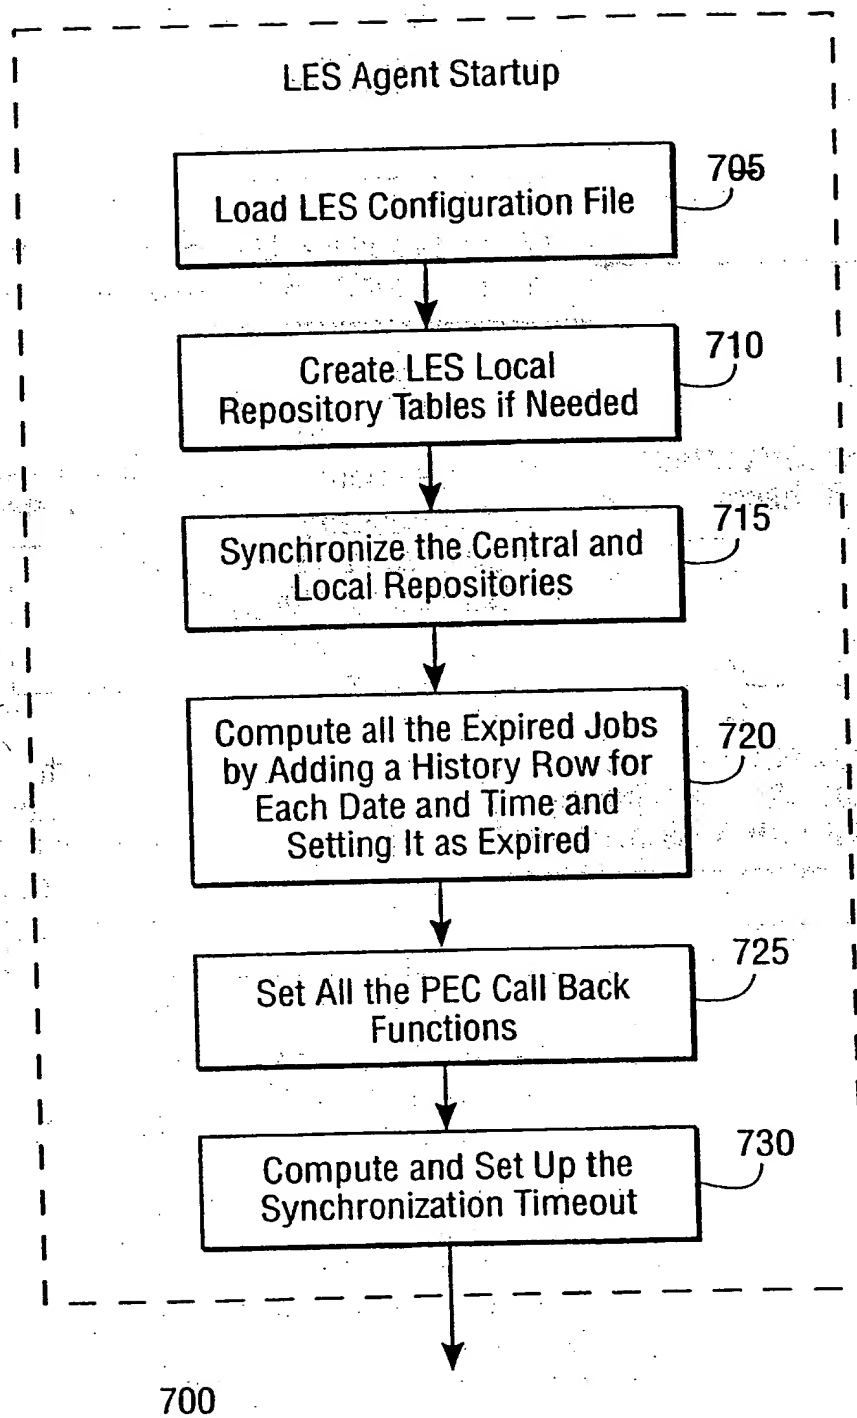 LES Agent Startup
Load LES Configuration File
705
Create LES Local
Repository Tables if Needed
710
Synchronize the Central and
Local Repositories
715
Compute all the Expired Jobs
by Adding a History Row for
Each Date and Time and
Setting It as Expired
720
Set All the PEC Call Back
Functions
725
Compute and Set Up the
Synchronization Timeout
730
700